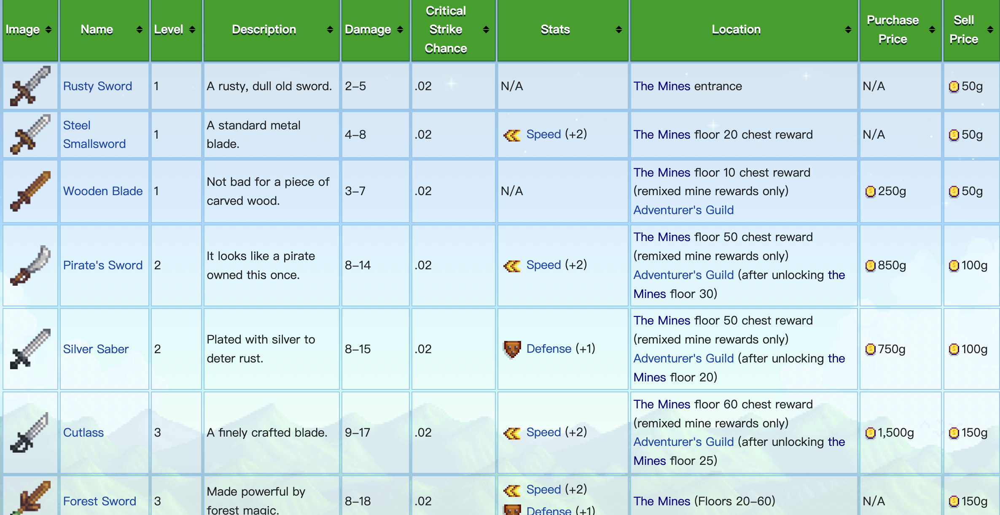 Image Name Level Description Damage Critical Strike Chance Stats Location Purchase Price Sell Price
Rusty Sword 1 A rusty, dull old sword. 2–5 .02 N/A The Mines entrance N/A 50g
Steel Smallsword 1 A standard metal blade. 4–8 .02 Speed (+2) The Mines floor 20 chest reward N/A 50g
Wooden Blade 1 Not bad for a piece of carved wood. 3–7 .02 N/A The Mines floor 10 chest reward (remixed mine rewards only) Adventurer's Guild 250g 50g
Pirate's Sword 2 It looks like a pirate owned this once. 8–14 .02 Speed (+2) The Mines floor 50 chest reward (remixed mine rewards only) Adventurer's Guild (after unlocking the Mines floor 30) 850g 100g
Silver Saber 2 Plated with silver to deter rust. 8–15 .02 Defense (+1) The Mines floor 50 chest reward (remixed mine rewards only) Adventurer's Guild (after unlocking the Mines floor 20) 750g 100g
Cutlass 3 A finely crafted blade. 9–17 .02 Speed (+2) The Mines floor 60 chest reward (remixed mine rewards only) Adventurer's Guild (after unlocking the Mines floor 25) 1,500g 150g
Forest Sword 3 Made powerful by forest magic. 8–18 .02 Speed (+2) Defense (+1) The Mines (Floors 20–60) N/A 150g